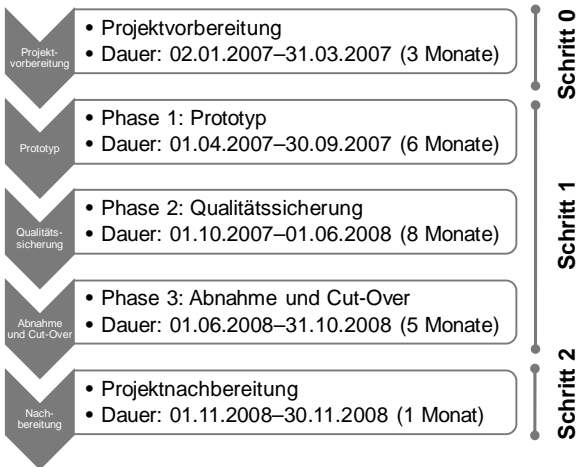 Projekt-
vorbereitung
• Projektvorbereitung
• Dauer: 02.01.2007–31.03.2007 (3 Monate)
Schritt 0
Prototyp
• Phase 1: Prototyp
• Dauer: 01.04.2007–30.09.2007 (6 Monate)
Qualitäts-
sicherung
• Phase 2: Qualitätssicherung
• Dauer: 01.10.2007–01.06.2008 (8 Monate)
Schritt 1
Abnahme
und Cut-Over
• Phase 3: Abnahme und Cut-Over
• Dauer: 01.06.2008–31.10.2008 (5 Monate)
Nach-
bereitung
• Projektnachbereitung
• Dauer: 01.11.2008–30.11.2008 (1 Monat)
Schritt 2